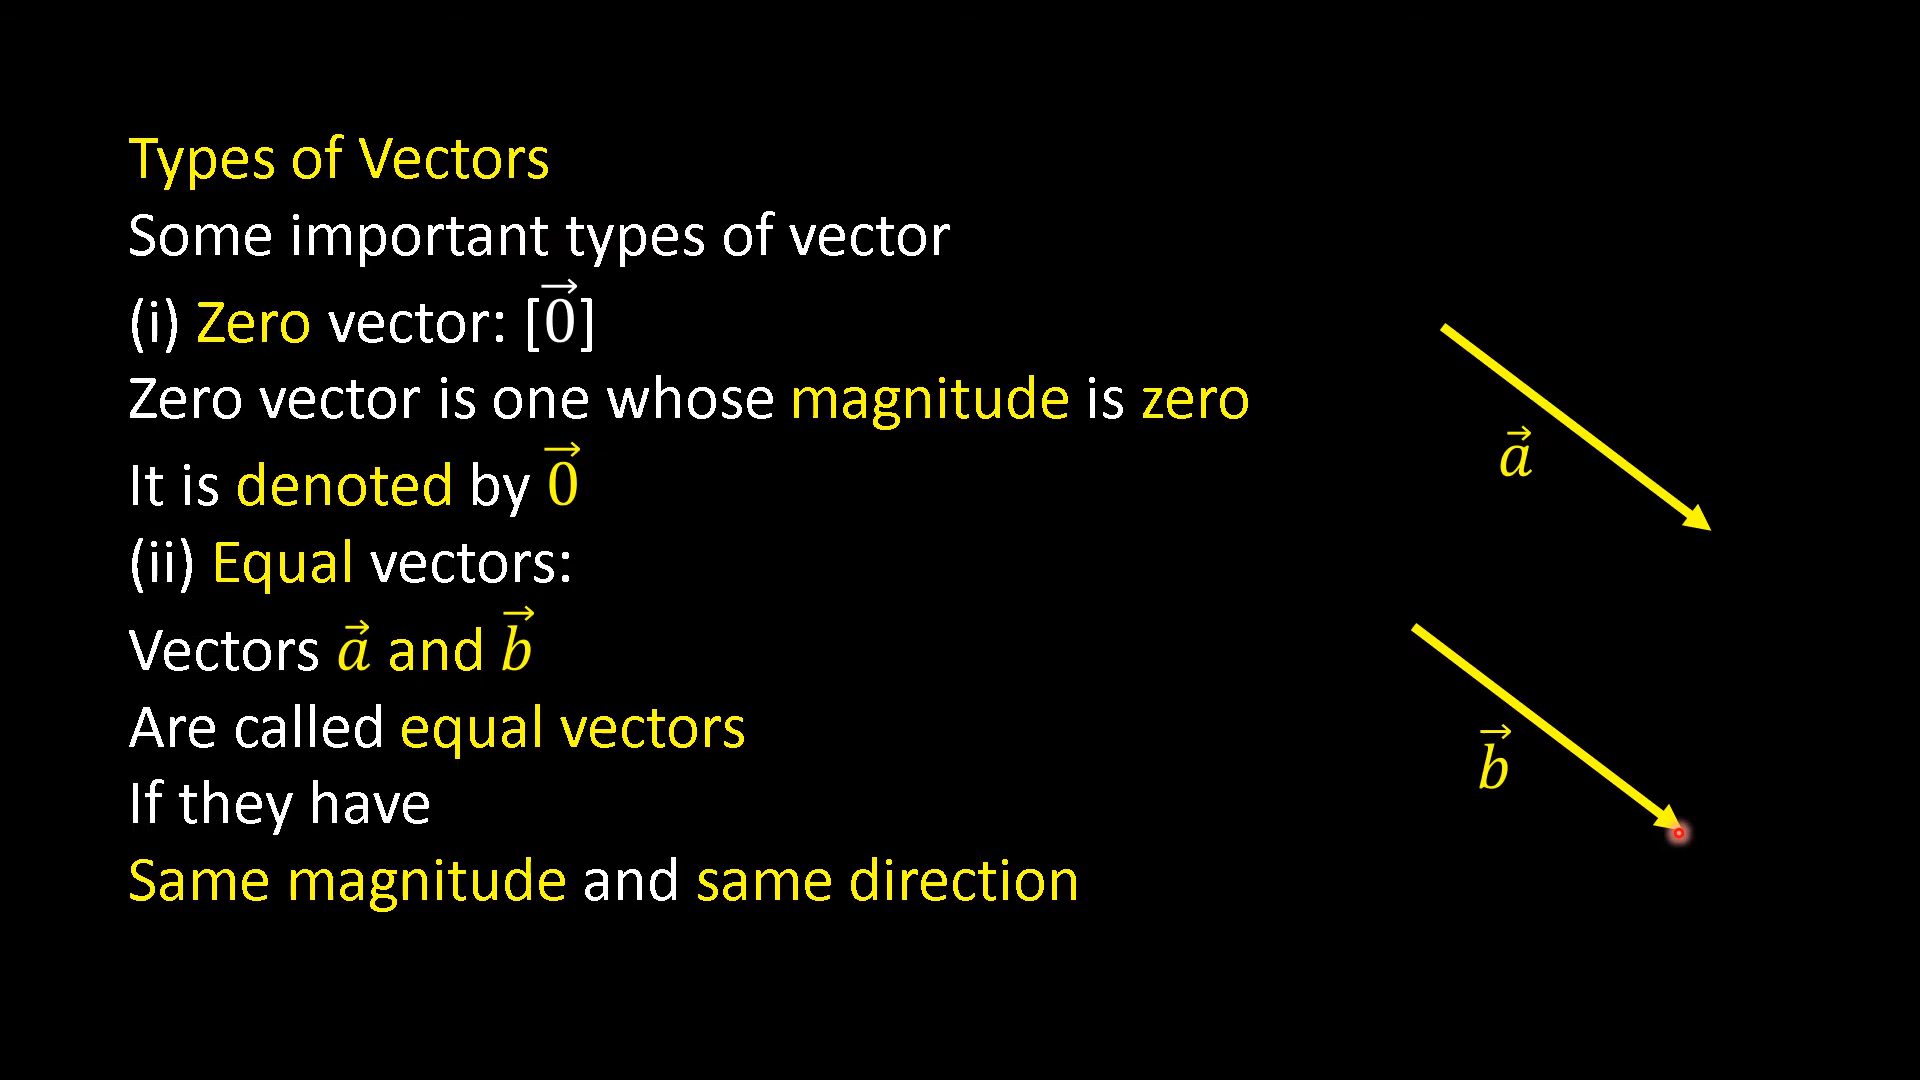 Types of Vectors
Some important types of vector
(i) Zero vector: [0⃗]
Zero vector is one whose magnitude is zero
It is denoted by 0⃗
(ii) Equal vectors:
Vectors a⃗ and b⃗
Are called equal vectors
If they have
Same magnitude and same direction
a⃗
b⃗